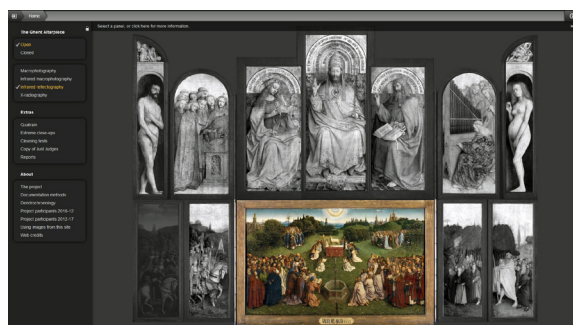 Home
Select a panel, or click here for more information.
The Ghent Altarpiece
Open
Closed
Macrophotography
Infrared macrophotography
Infrared reflectography
X-radiography
Extras
Quatrain
Extreme close-ups
Cleaning tests
Copy of Just Judges
Reports
About
The project
Documentation methods
Dendrochronology
Project participants 2010-12
Project participants 2012-17
Using images from this site
Web credits